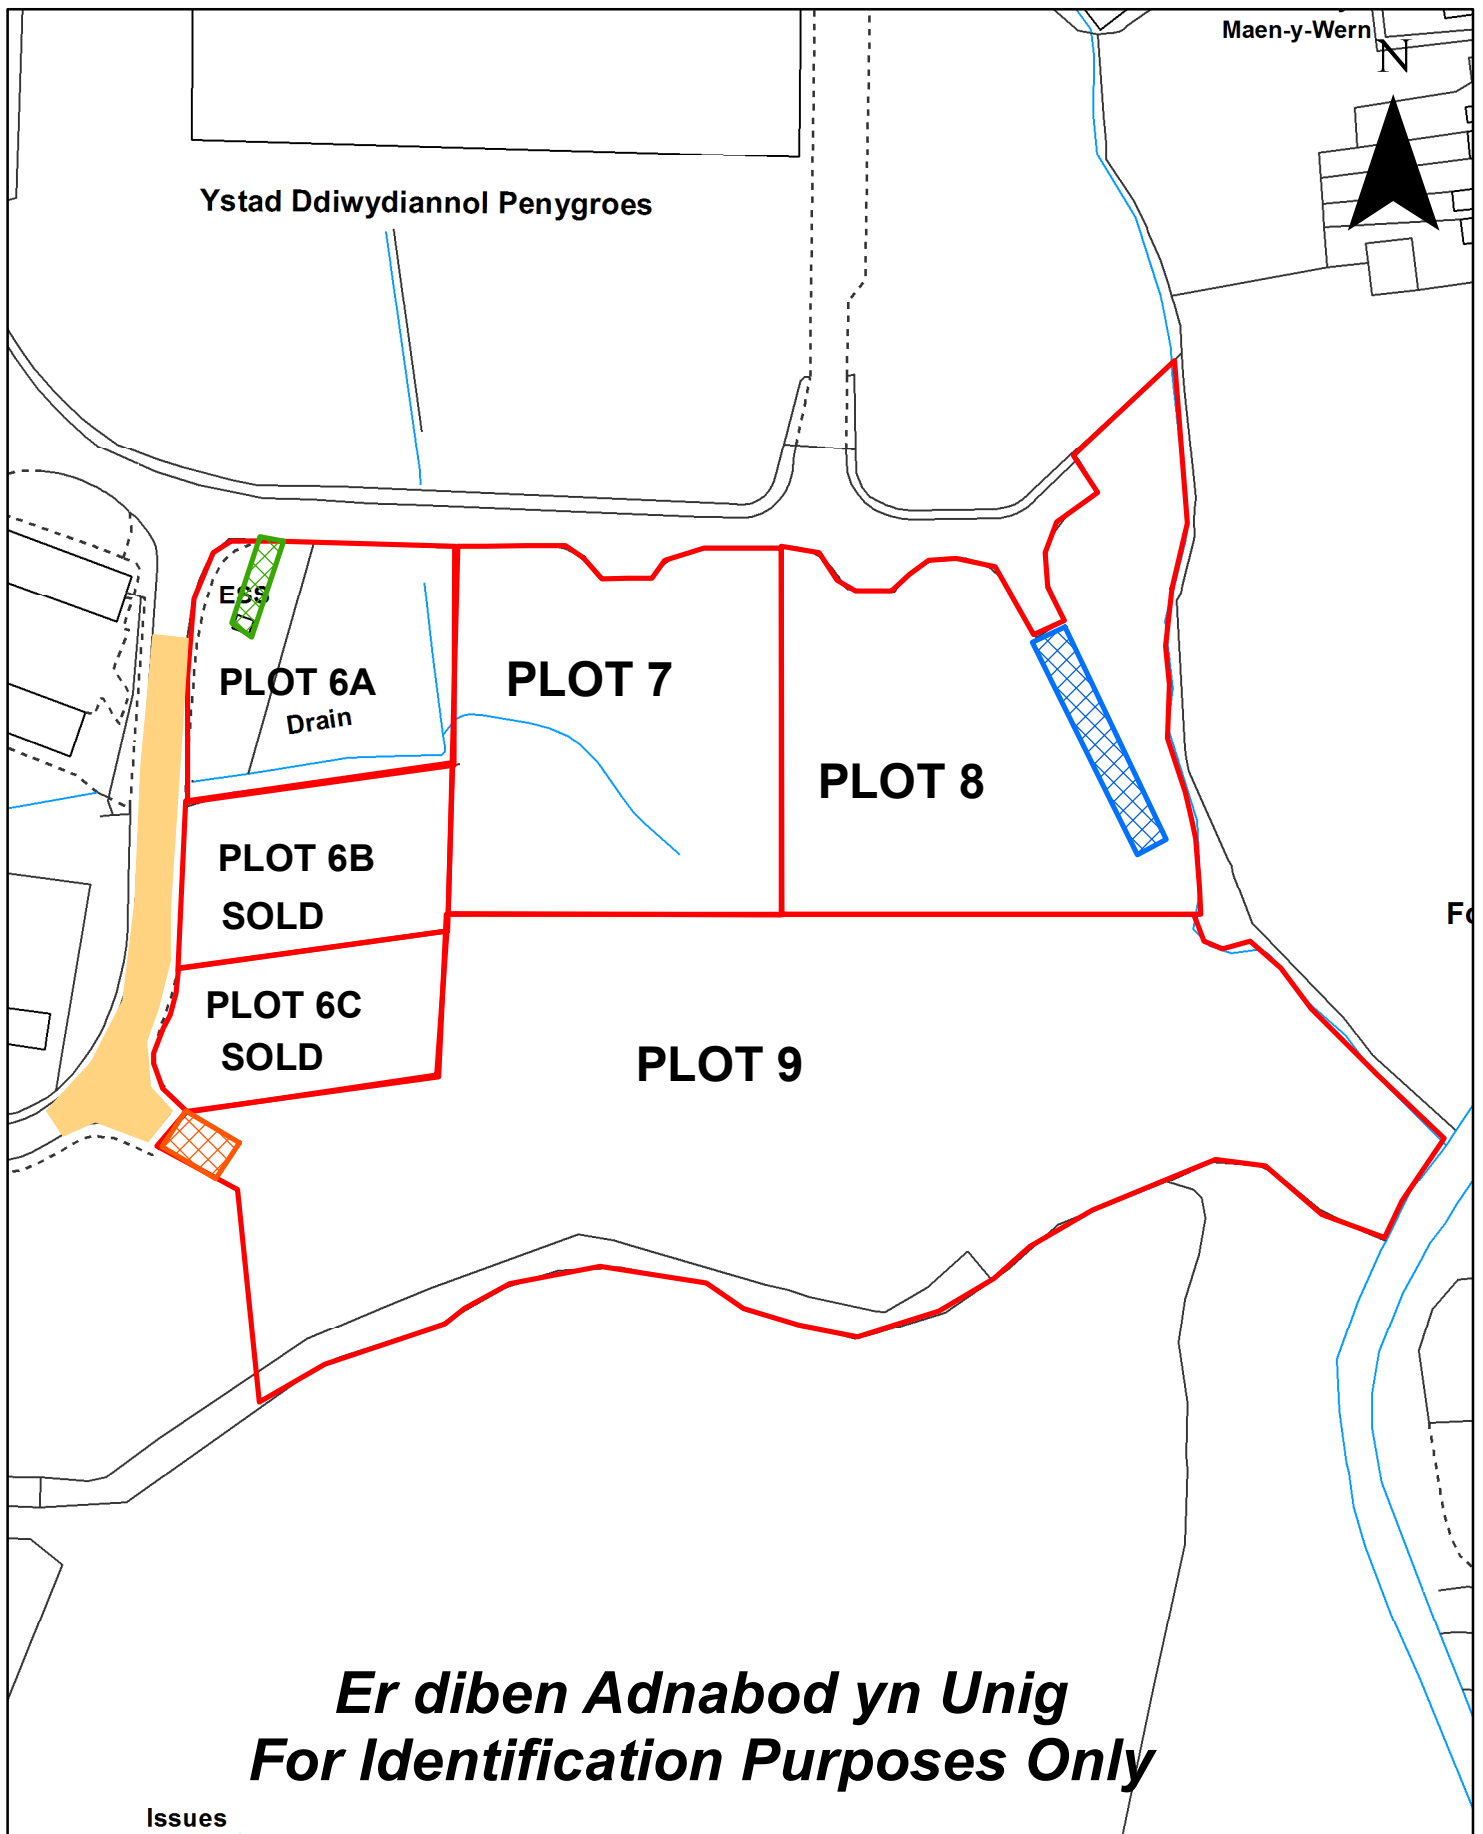 Maen-y-Wern
N
Ystad Ddiwydiannol Penygroes
ESS
PLOT 6A
Drain
PLOT 7
PLOT 8
PLOT 6B
SOLD
PLOT 6C
SOLD
PLOT 9
Er diben Adnabod yn Unig
For Identification Purposes Only
Issues